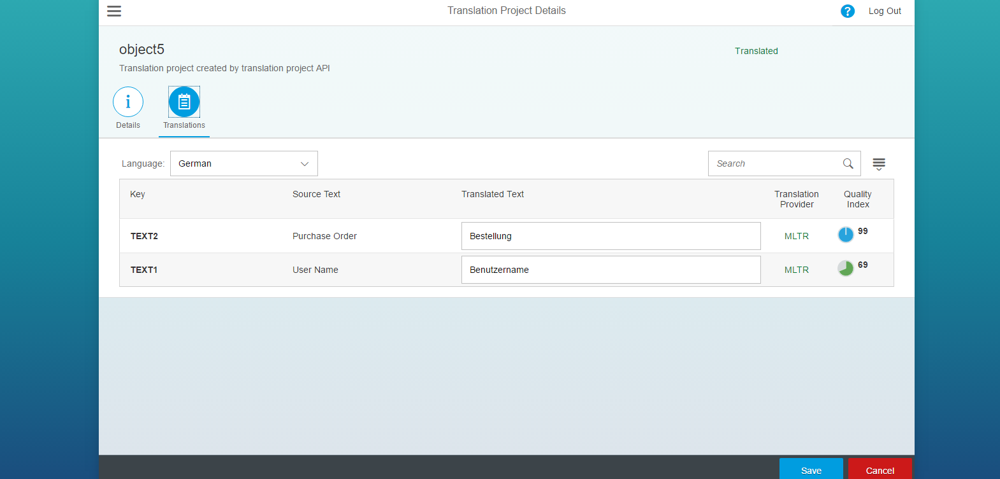 Translation Project Details
? Log Out
object5
Translated
Translation project created by translation project API
i
Details
Translations
Language: German
Search
Key Source Text Translated Text Translation Provider Quality Index
TEXT2 Purchase Order Bestellung MLTR 99
TEXT1 User Name Benutzername MLTR 69
Save Cancel